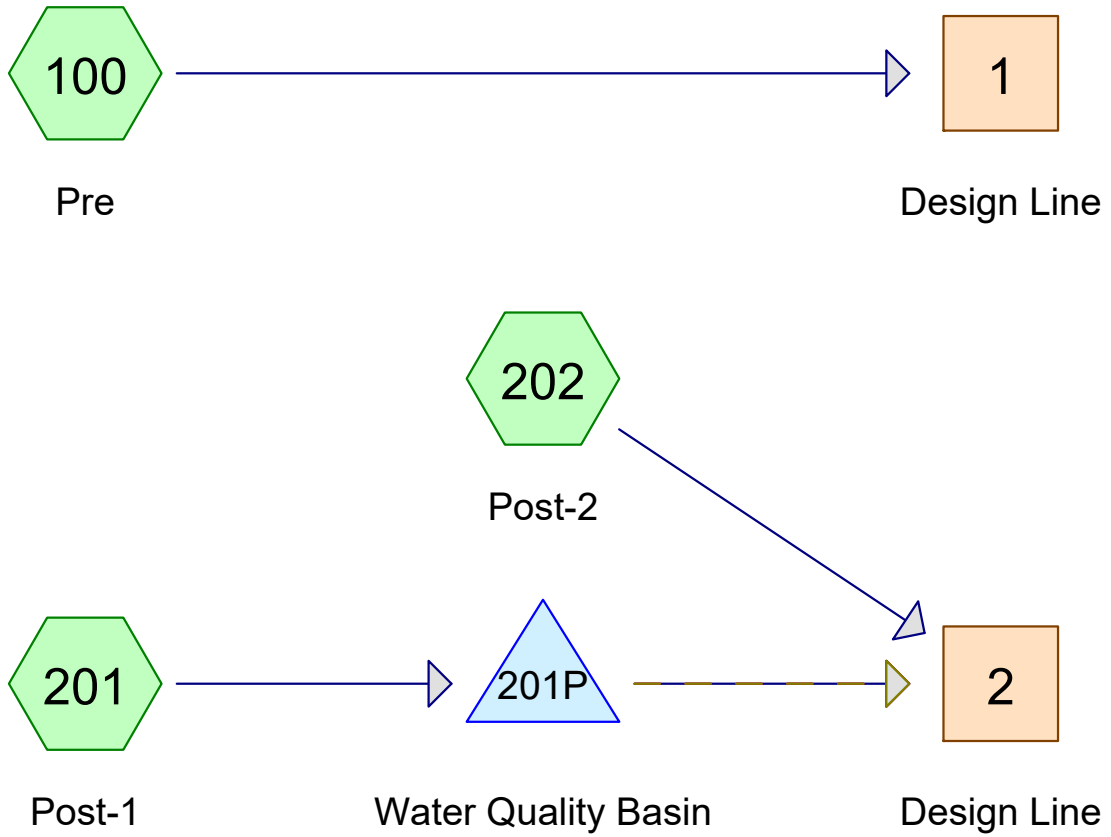 100
1
Pre
Design Line
202
Post-2
201
201P
2
Post-1
Water Quality Basin
Design Line